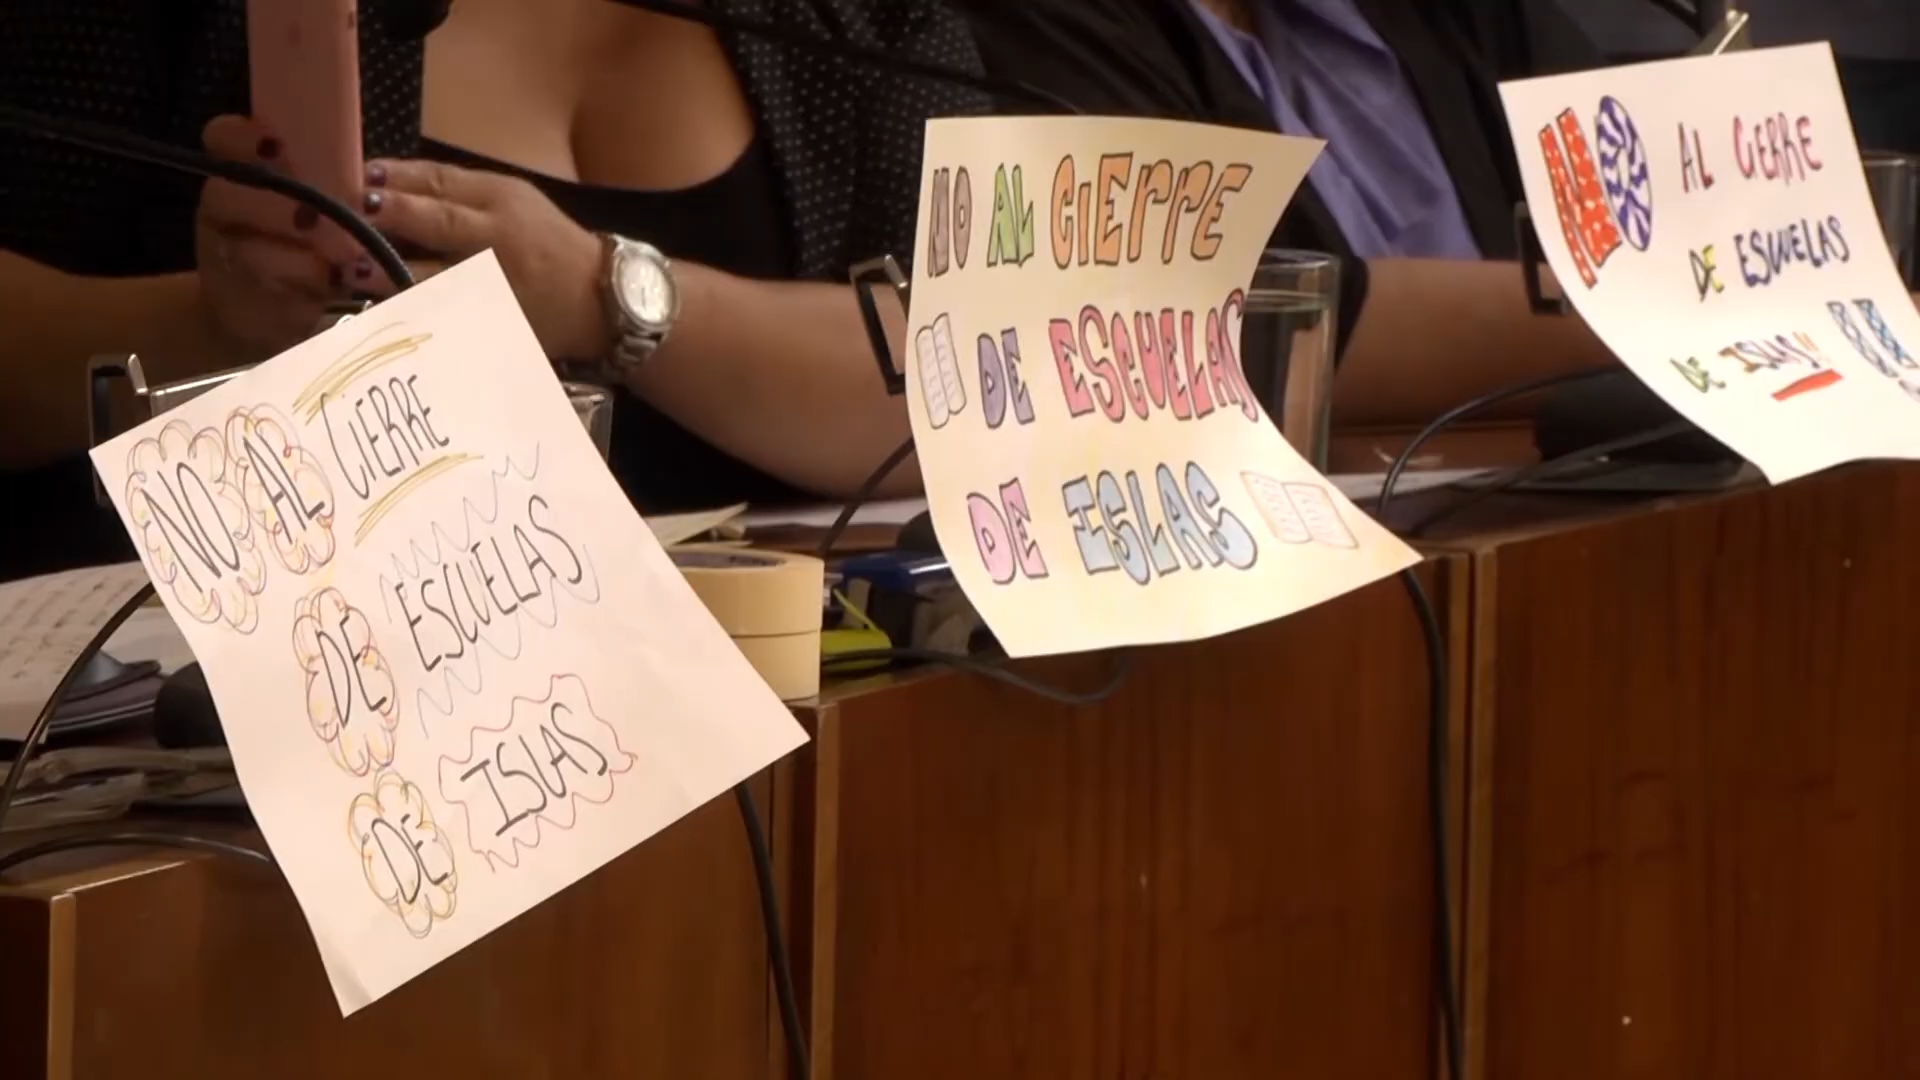 NO AL CIERRE
DE ESCUELAS
DE ISLAS
NO AL CIERRE
DE ESCUELAS
DE ISLAS
NO AL CIERRE
DE ESCUELAS
DE ISLAS!!